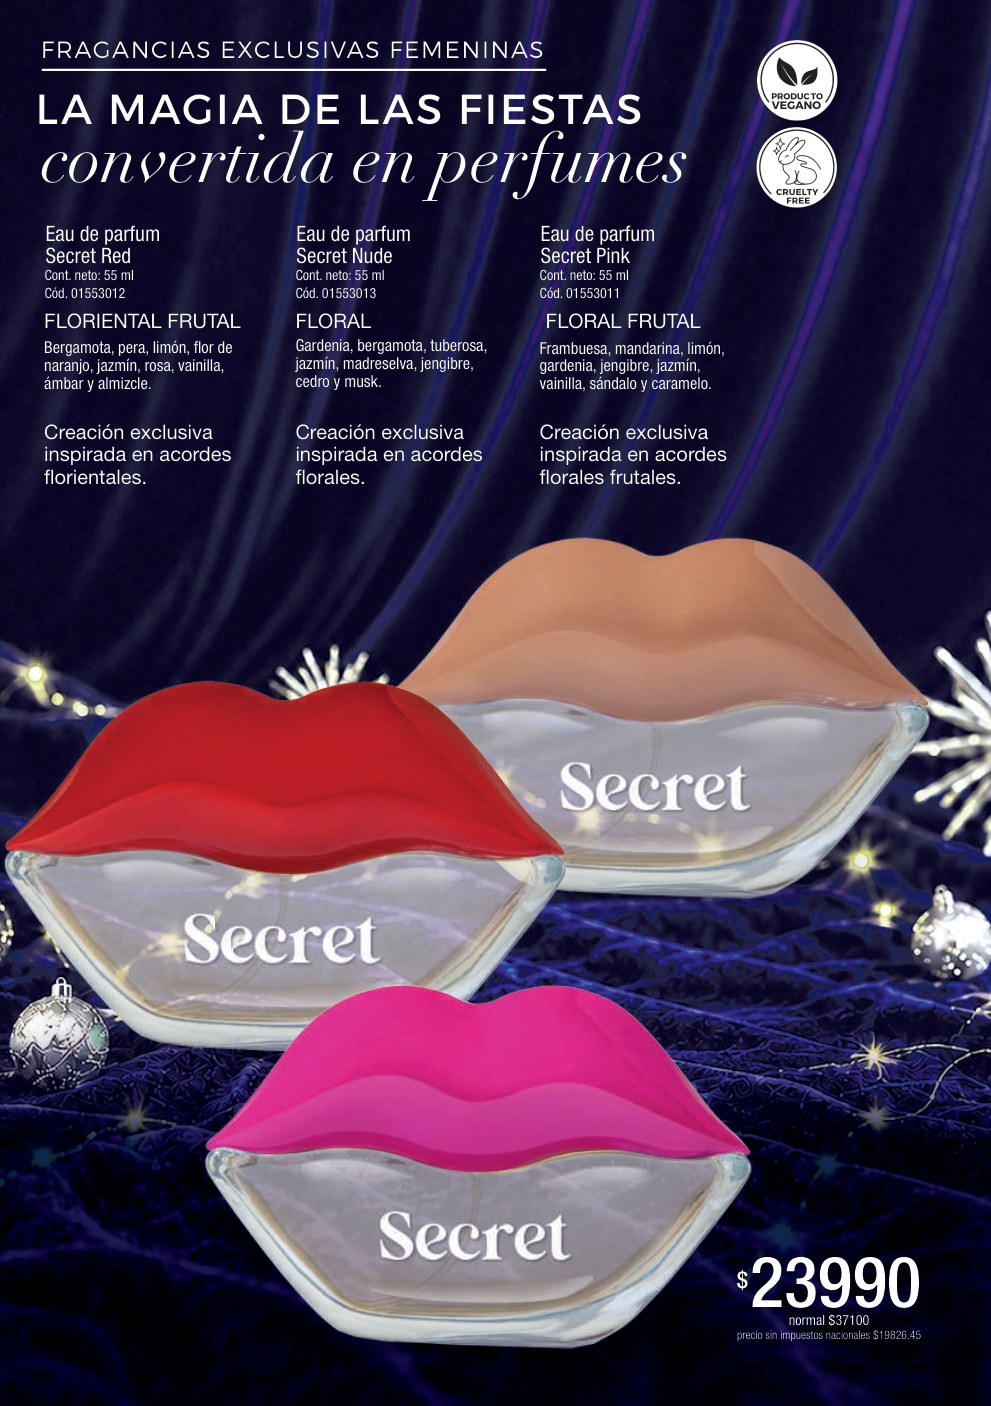 FRAGANCIAS EXCLUSIVAS FEMENINAS
LA MAGIA DE LAS FIESTAS
convertida en perfumes
PRODUCTO
VEGANO
CRUELTY
FREE
Eau de parfum
Secret Red
Cont. neto: 55 ml
Cód. 01553012
FLORIENTAL FRUTAL
Bergamota, pera, limón, flor de
naranjo, jazmín, rosa, vainilla,
ámbar y almizcle.
Creación exclusiva
inspirada en acordes
florientales.
Eau de parfum
Secret Nude
Cont. neto: 55 ml
Cód. 01553013
FLORAL
Gardenia, bergamota, tuberosa,
jazmín, madreselva, jengibre,
cedro y musk.
Creación exclusiva
inspirada en acordes
florales.
Eau de parfum
Secret Pink
Cont. neto: 55 ml
Cód. 01553011
FLORAL FRUTAL
Frambuesa, mandarina, limón,
gardenia, jengibre, jazmín,
vainilla, sándalo y caramelo.
Creación exclusiva
inspirada en acordes
florales frutales.
Secret
Secret
Secret
$23990
normal $37100
precio sin impuestos nacionales $19826.45